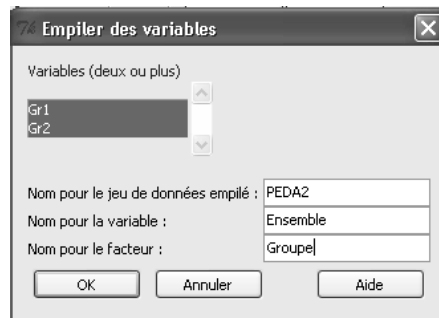 Empiler des variables
Variables (deux ou plus)
Gr1
Gr2
Nom pour le jeu de données empilé : PEDA2
Nom pour la variable : Ensemble
Nom pour le facteur : Groupe
OK Annuler Aide